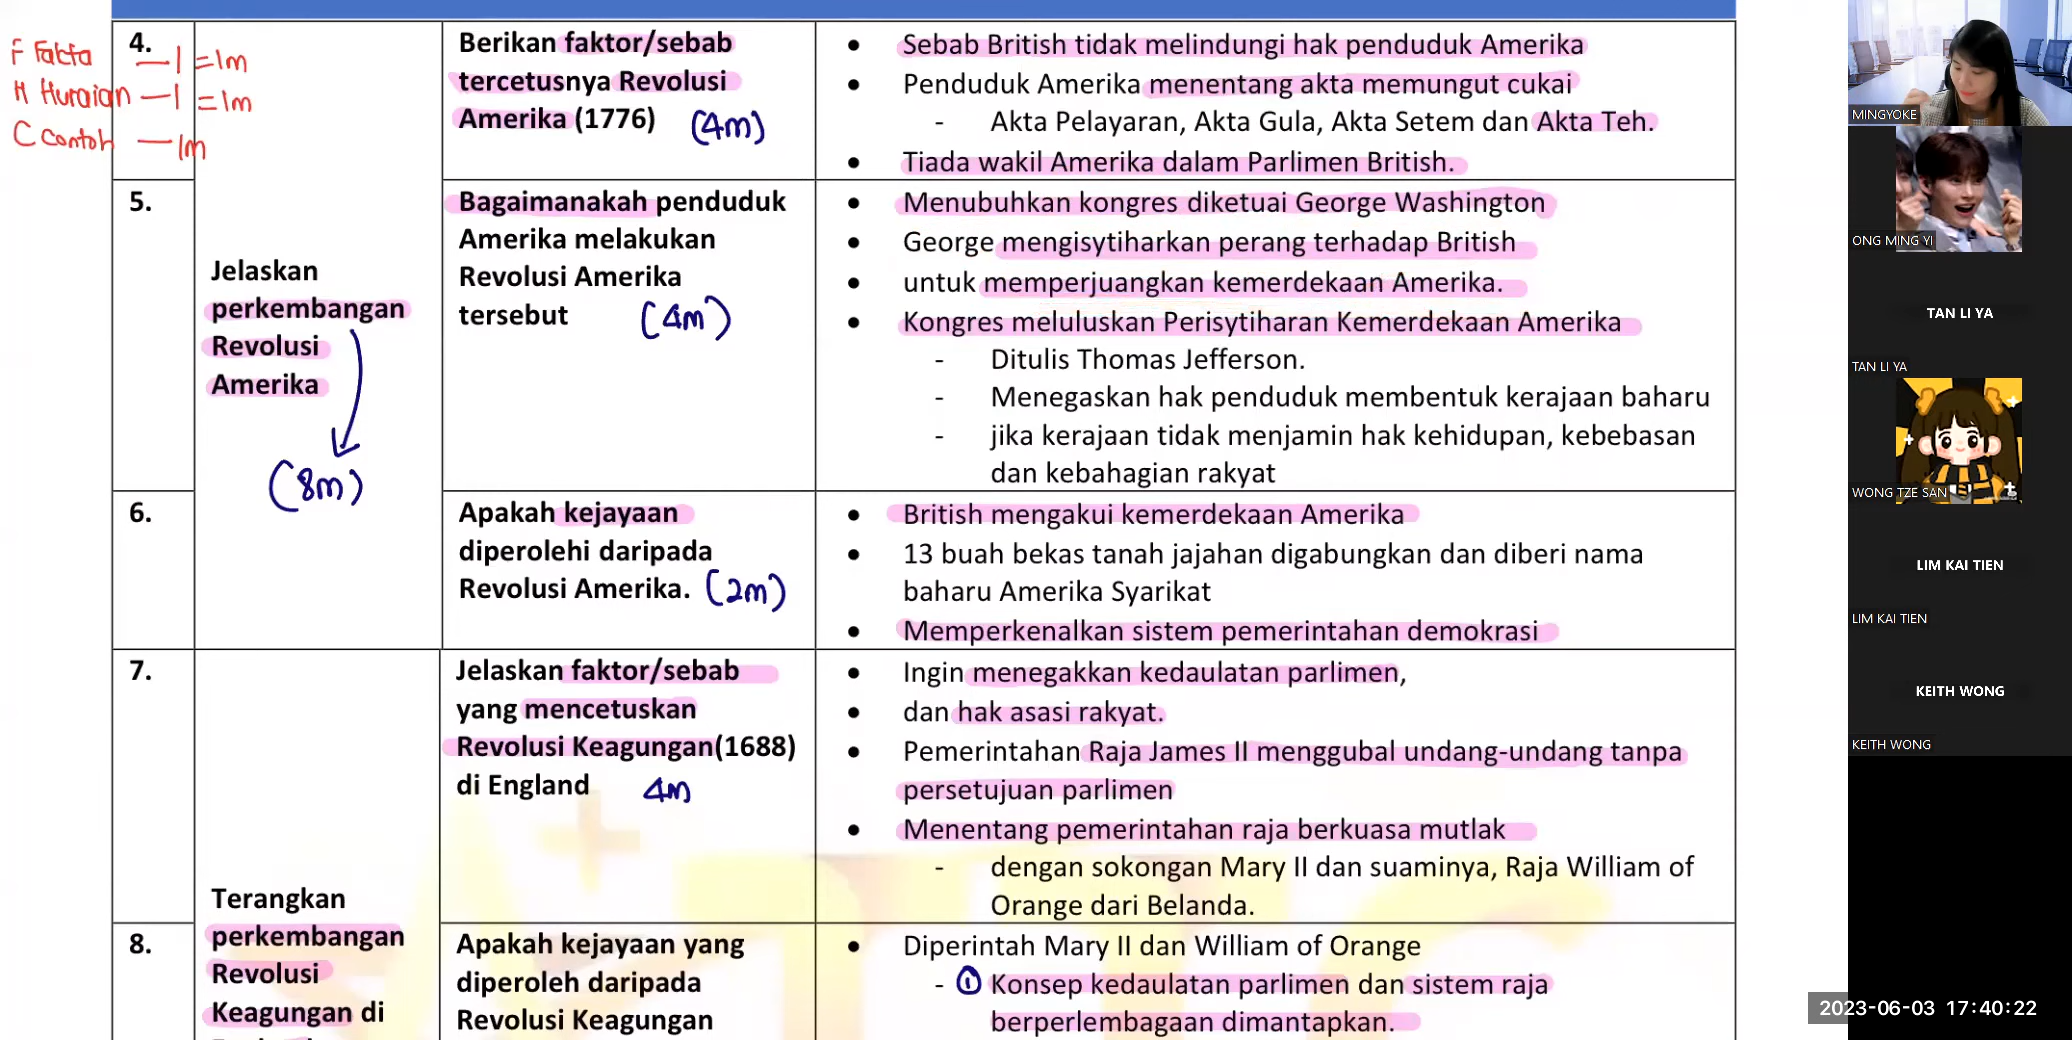 F Fakta — 1 = 1m
H Huraian — 1 = 1m
C Contoh — 1m
4.
Berikan faktor/sebab
tercetusnya Revolusi
Amerika (1776) (4m)
• Sebab British tidak melindungi hak penduduk Amerika
• Penduduk Amerika menentang akta memungut cukai
- Akta Pelayaran, Akta Gula, Akta Setem dan Akta Teh.
• Tiada wakil Amerika dalam Parlimen British.
5.
Jelaskan
perkembangan
Revolusi
Amerika
(8m)
Bagaimanakah penduduk
Amerika melakukan
Revolusi Amerika
tersebut (4m)
• Menubuhkan kongres diketuai George Washington
• George mengisytiharkan perang terhadap British
• untuk memperjuangkan kemerdekaan Amerika.
• Kongres meluluskan Perisytiharan Kemerdekaan Amerika
- Ditulis Thomas Jefferson.
- Menegaskan hak penduduk membentuk kerajaan baharu
- jika kerajaan tidak menjamin hak kehidupan, kebebasan
dan kebahagian rakyat
6.
Apakah kejayaan
diperolehi daripada
Revolusi Amerika. (2m)
• British mengakui kemerdekaan Amerika
• 13 buah bekas tanah jajahan digabungkan dan diberi nama
baharu Amerika Syarikat
• Memperkenalkan sistem pemerintahan demokrasi
7.
Jelaskan faktor/sebab
yang mencetuskan
Revolusi Keagungan(1688)
di England 4m
• Ingin menegakkan kedaulatan parlimen,
• dan hak asasi rakyat.
• Pemerintahan Raja James II menggubal undang-undang tanpa
persetujuan parlimen
• Menentang pemerintahan raja berkuasa mutlak
- dengan sokongan Mary II dan suaminya, Raja William of
Orange dari Belanda.
Terangkan
perkembangan
Revolusi
Keagungan di
8.
Apakah kejayaan yang
diperoleh daripada
Revolusi Keagungan
• Diperintah Mary II dan William of Orange
- ① Konsep kedaulatan parlimen dan sistem raja
berperlembagaan dimantapkan.
MINGYOKE
ONG MING YI
TAN LI YA
TAN LI YA
WONG TZE SAN
LIM KAI TIEN
LIM KAI TIEN
KEITH WONG
KEITH WONG
2023-06-03 17:40:22